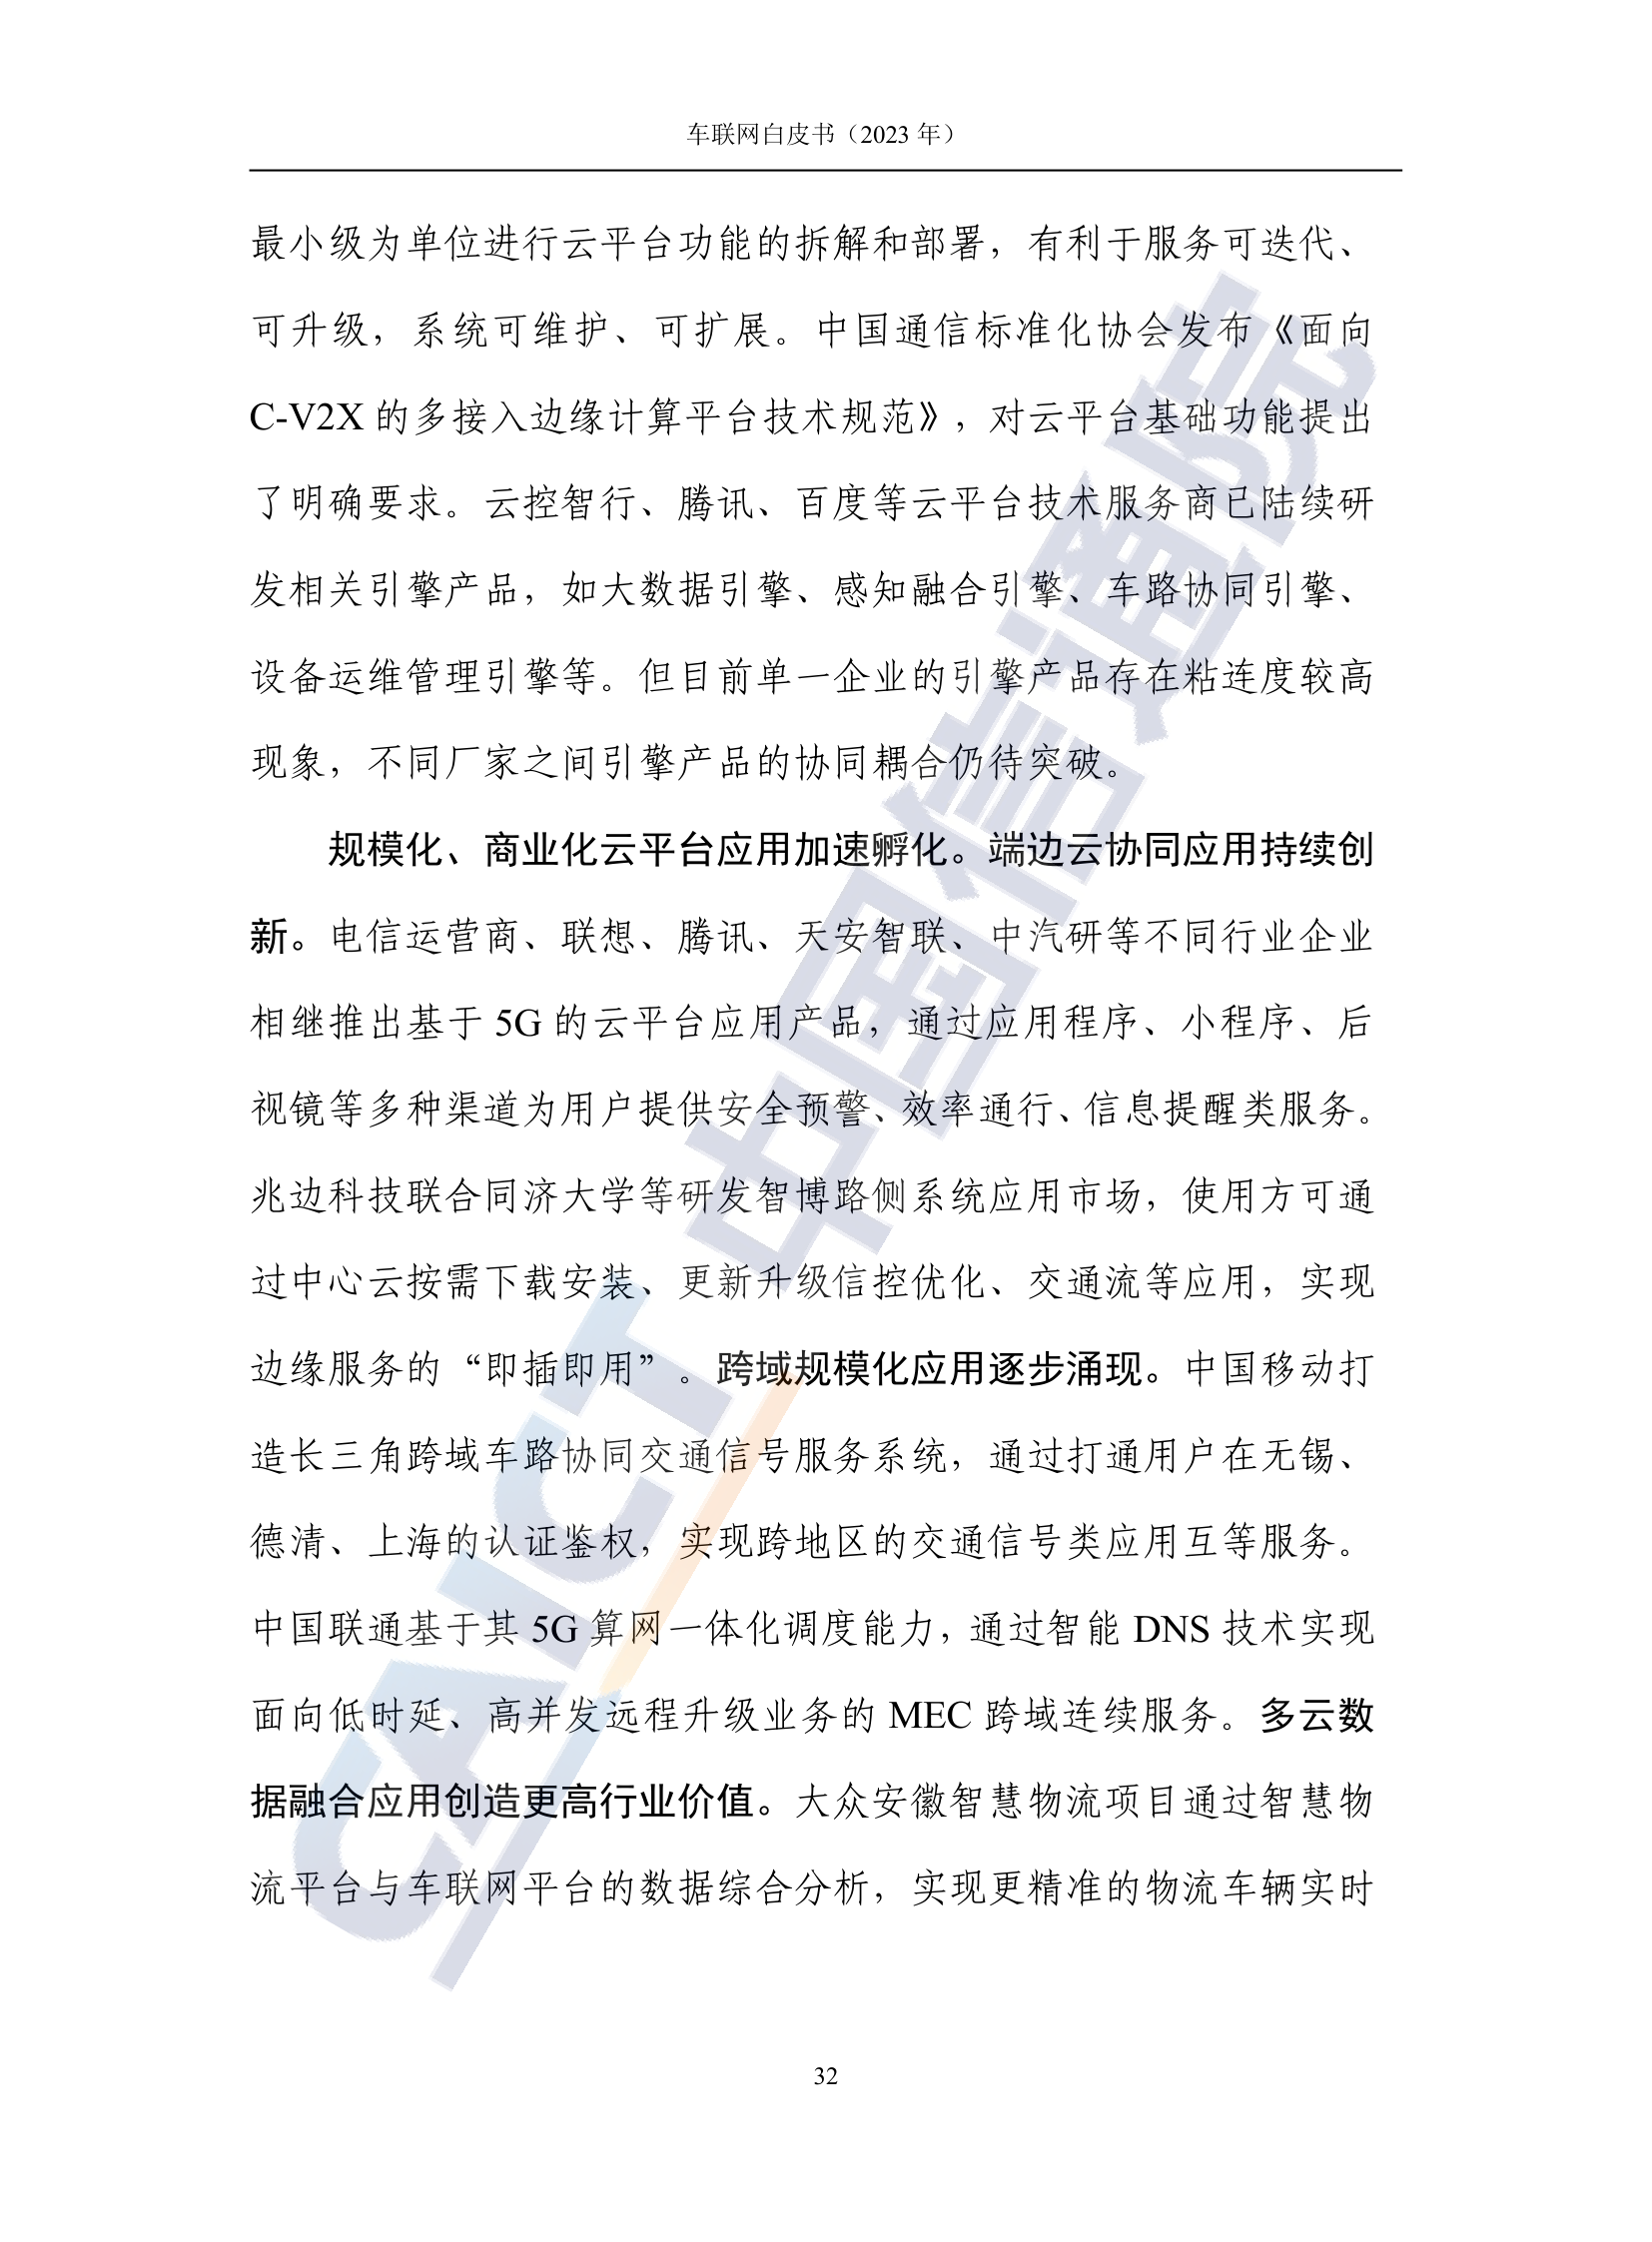 车联网白皮书（2023 年）
最小级为单位进行云平台功能的拆解和部署，有利于服务可迭代、
可升级，系统可维护、可扩展。中国通信标准化协会发布《面向
C-V2X 的多接入边缘计算平台技术规范》，对云平台基础功能提出
了明确要求。云控智行、腾讯、百度等云平台技术服务商已陆续研
发相关引擎产品，如大数据引擎、感知融合引擎、车路协同引擎、
设备运维管理引擎等。但目前单一企业的引擎产品存在粘连度较高
现象，不同厂家之间引擎产品的协同耦合仍待突破。
规模化、商业化云平台应用加速孵化。端边云协同应用持续创
新。电信运营商、联想、腾讯、天安智联、中汽研等不同行业企业
相继推出基于 5G 的云平台应用产品，通过应用程序、小程序、后
视镜等多种渠道为用户提供安全预警、效率通行、信息提醒类服务。
兆边科技联合同济大学等研发智博路侧系统应用市场，使用方可通
过中心云按需下载安装、更新升级信控优化、交通流等应用，实现
边缘服务的“即插即用”。跨域规模化应用逐步涌现。中国移动打
造长三角跨域车路协同交通信号服务系统，通过打通用户在无锡、
德清、上海的认证鉴权，实现跨地区的交通信号类应用互等服务。
中国联通基于其 5G 算网一体化调度能力，通过智能 DNS 技术实现
面向低时延、高并发远程升级业务的 MEC 跨域连续服务。多云数
据融合应用创造更高行业价值。大众安徽智慧物流项目通过智慧物
流平台与车联网平台的数据综合分析，实现更精准的物流车辆实时
32
CAICT 中国信通院